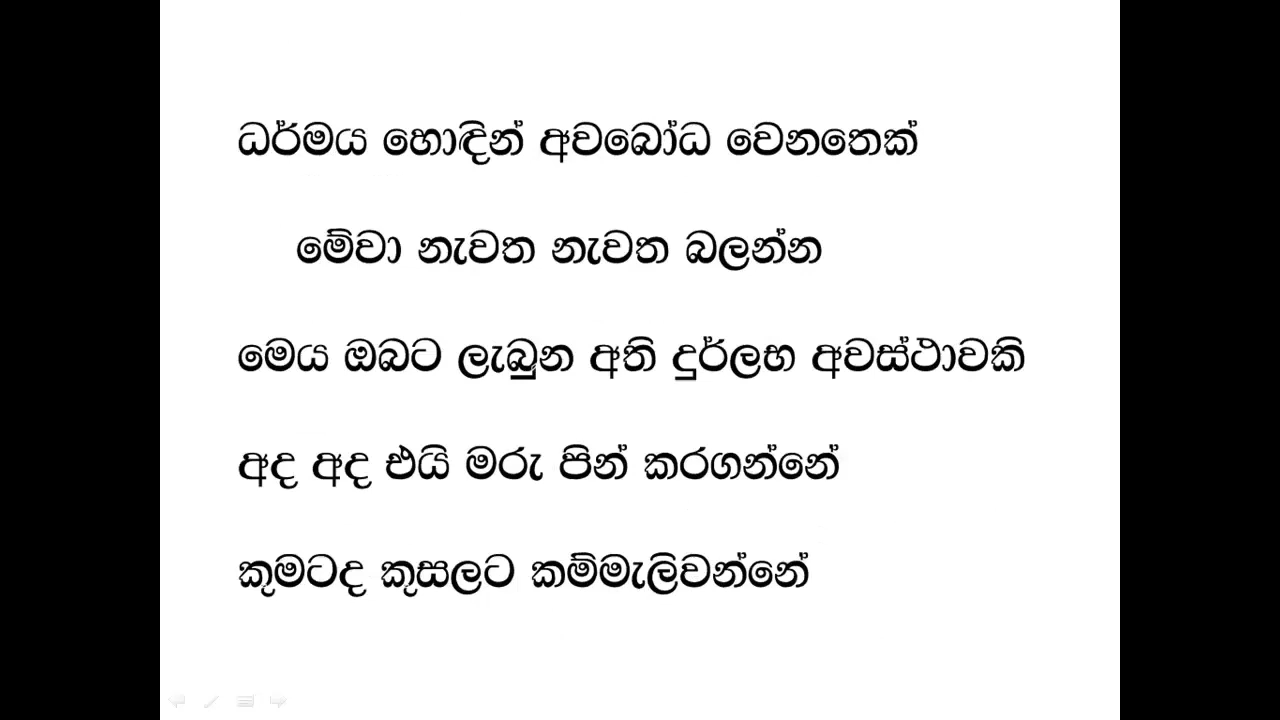 ධර්මය හොඳින් අවබෝධ වෙනතෙක්
මේවා නැවත නැවත බලන්න
මෙය ඔබට ලැබුන අති දුර්ලභ අවස්ථාවකි
අද අද එයි මරු පින් කරගන්නේ
කුමටද කුසලට කම්මැලිවන්නේ